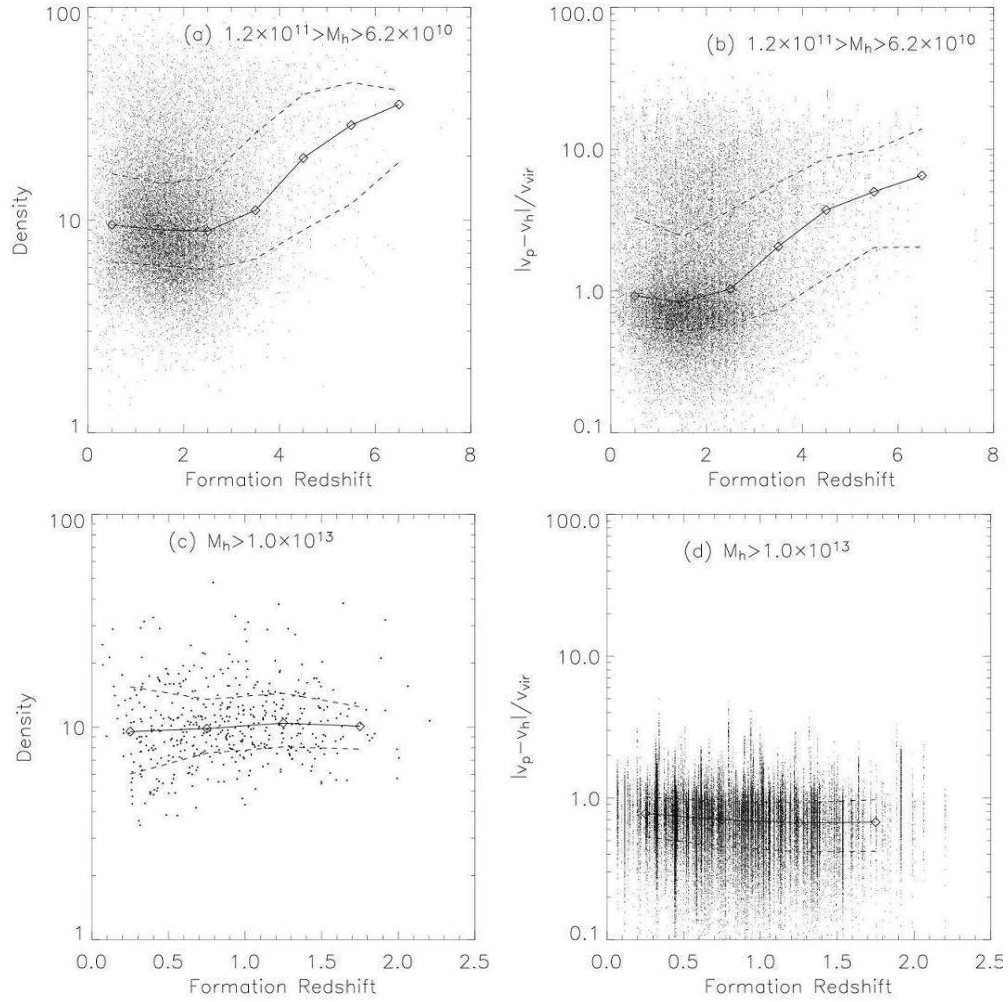 (a) 1.2×10¹¹>Mₕ>6.2×10¹⁰
100
10
1
Density
0 2 4 6 8
Formation Redshift
(b) 1.2×10¹¹>Mₕ>6.2×10¹⁰
100.0
10.0
1.0
0.1
|vₚ−vₕ|/vᵥᵢᵣ
0 2 4 6 8
Formation Redshift
(c) Mₕ>1.0×10¹³
100
10
1
Density
0.0 0.5 1.0 1.5 2.0 2.5
Formation Redshift
(d) Mₕ>1.0×10¹³
100.0
10.0
1.0
0.1
|vₚ−vₕ|/vᵥᵢᵣ
0.0 0.5 1.0 1.5 2.0 2.5
Formation Redshift